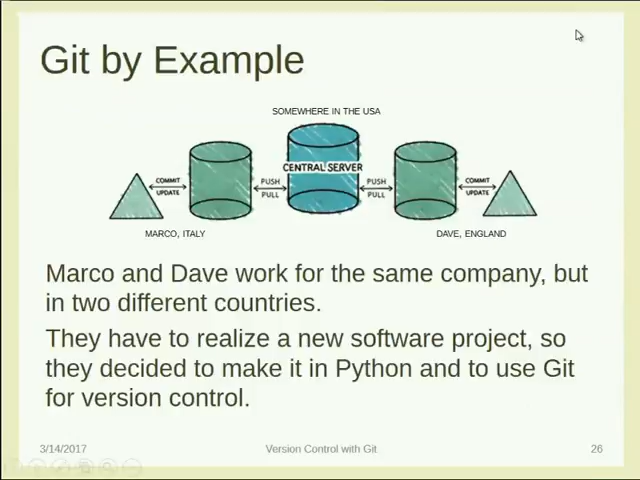 Git by Example
SOMEWHERE IN THE USA
CENTRAL SERVER
COMMIT
UPDATE
PUSH
PULL
PUSH
PULL
COMMIT
UPDATE
MARCO, ITALY
DAVE, ENGLAND
Marco and Dave work for the same company, but
in two different countries.
They have to realize a new software project, so
they decided to make it in Python and to use Git
for version control.
3/14/2017
Version Control with Git
26